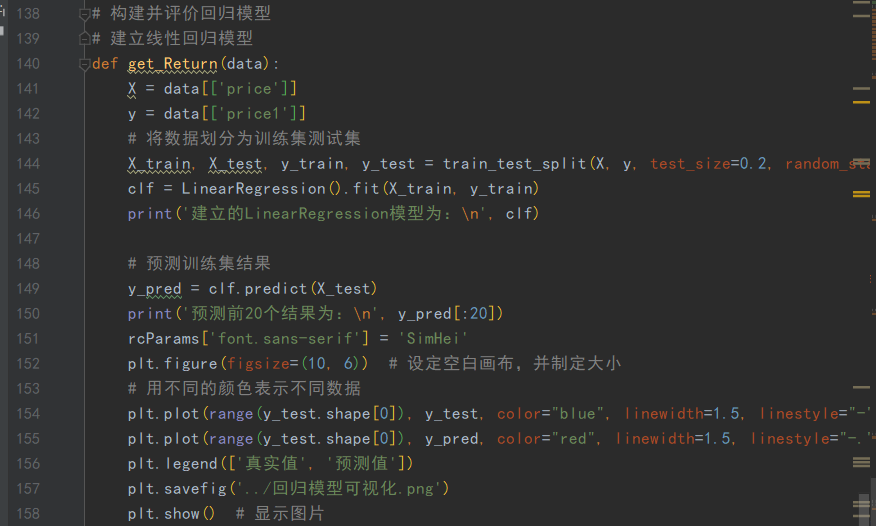 138 # 构建并评价回归模型
139 # 建立线性回归模型
140 def get_Return(data):
141 X = data[['price']]
142 y = data[['price1']]
143 # 将数据划分为训练集测试集
144 X_train, X_test, y_train, y_test = train_test_split(X, y, test_size=0.2, random_sta
145 clf = LinearRegression().fit(X_train, y_train)
146 print('建立的LinearRegression模型为：\n', clf)
147
148 # 预测训练集结果
149 y_pred = clf.predict(X_test)
150 print('预测前20个结果为：\n', y_pred[:20])
151 rcParams['font.sans-serif'] = 'SimHei'
152 plt.figure(figsize=(10, 6)) # 设定空白画布，并制定大小
153 # 用不同的颜色表示不同数据
154 plt.plot(range(y_test.shape[0]), y_test, color="blue", linewidth=1.5, linestyle="-"
155 plt.plot(range(y_test.shape[0]), y_pred, color="red", linewidth=1.5, linestyle="-."
156 plt.legend(['真实值', '预测值'])
157 plt.savefig('../回归模型可视化.png')
158 plt.show() # 显示图片